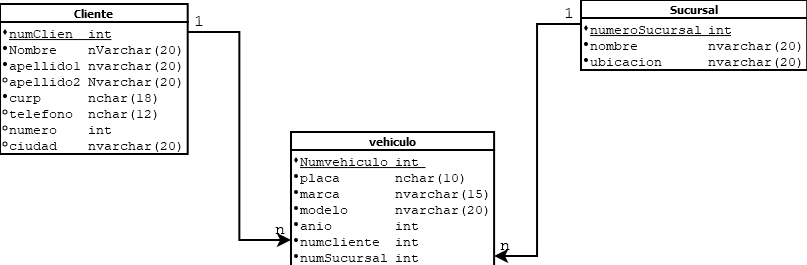 Cliente
numClien int
Nombre nVarchar(20)
apellido1 nvarchar(20)
apellido2 Nvarchar(20)
curp nchar(18)
telefono nchar(12)
numero int
ciudad nvarchar(20)
1
1
Sucursal
numeroSucursal int
nombre nvarchar(20)
ubicacion nvarchar(20)
vehiculo
Numvehiculo int
placa nchar(10)
marca nvarchar(15)
modelo nvarchar(20)
anio int
numcliente int
numSucursal int
n
n